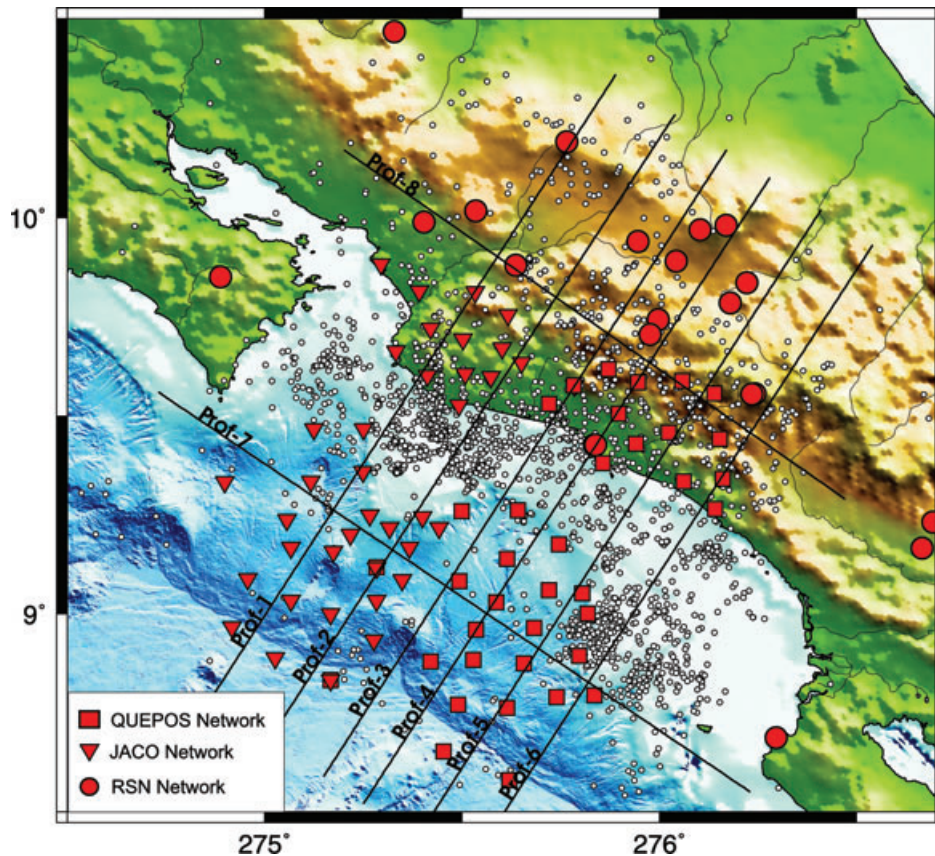 Prof-8
10˚
Prof-7
9˚
Prof-1
Prof-2
Prof-3
Prof-4
Prof-5
Prof-6
QUEPOS Network
JACO Network
RSN Network
275˚
276˚